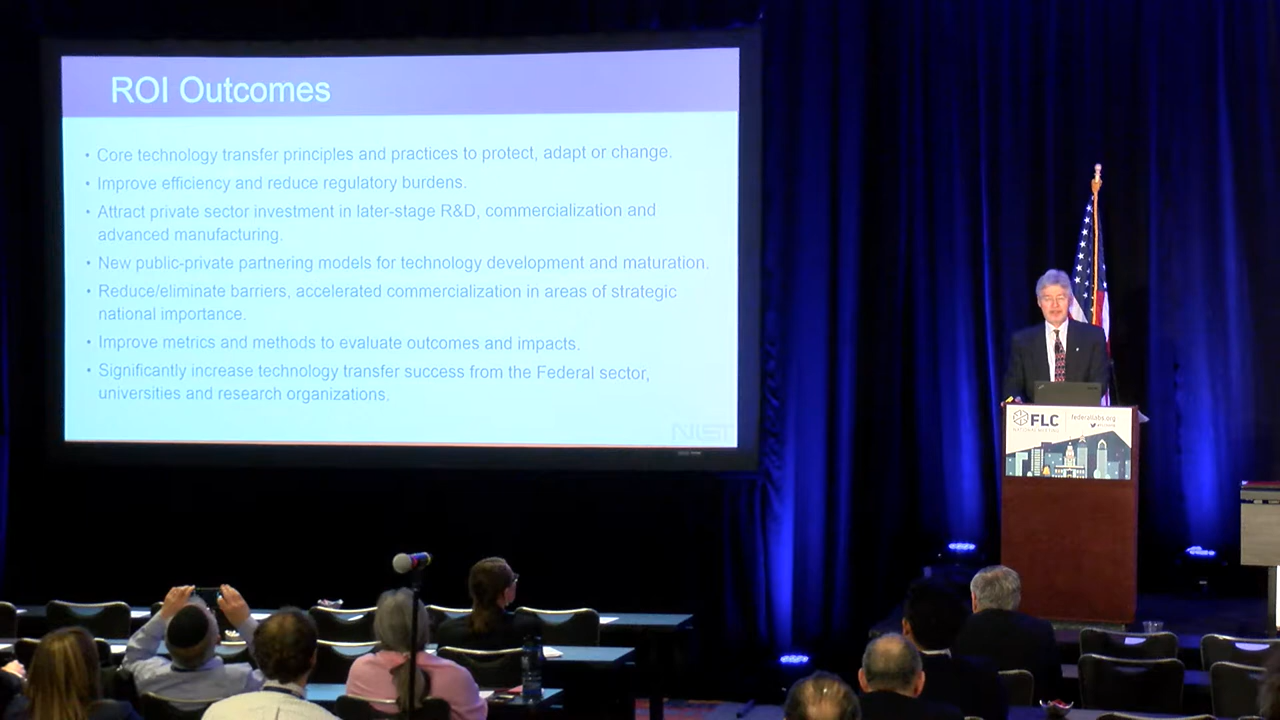 ROI Outcomes
• Core technology transfer principles and practices to protect, adapt or change.
• Improve efficiency and reduce regulatory burdens.
• Attract private sector investment in later-stage R&D, commercialization and
advanced manufacturing.
• New public-private partnering models for technology development and maturation.
• Reduce/eliminate barriers, accelerated commercialization in areas of strategic
national importance.
• Improve metrics and methods to evaluate outcomes and impacts.
• Significantly increase technology transfer success from the Federal sector,
universities and research organizations.
NIST
FLC
NATIONAL MEETING
federallabs.org